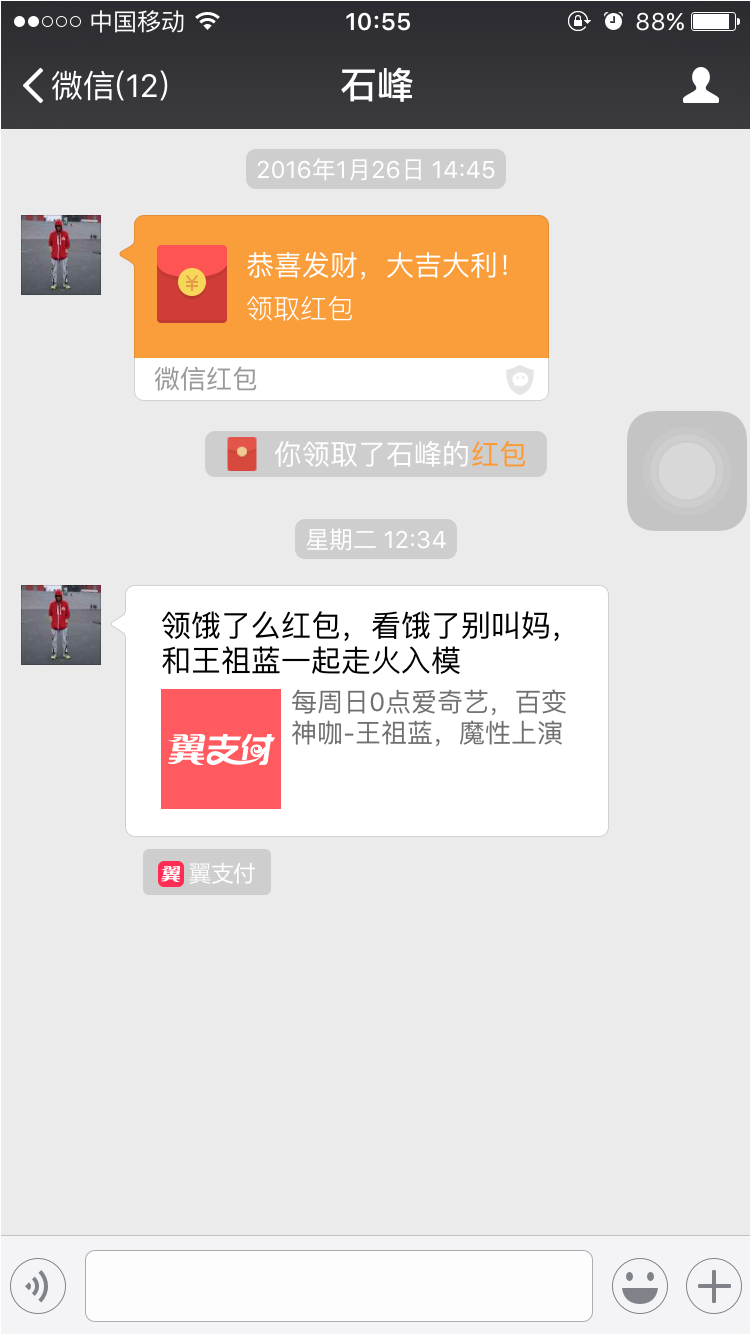 中国移动 10:55 88%
微信(12) 石峰
2016年1月26日 14:45
恭喜发财，大吉大利！
¥
领取红包
微信红包
你领取了石峰的红包
星期二 12:34
领饿了么红包，看饿了别叫妈，
和王祖蓝一起走火入模
每周日0点爱奇艺，百变
神咖-王祖蓝，魔性上演
翼支付
翼 翼支付